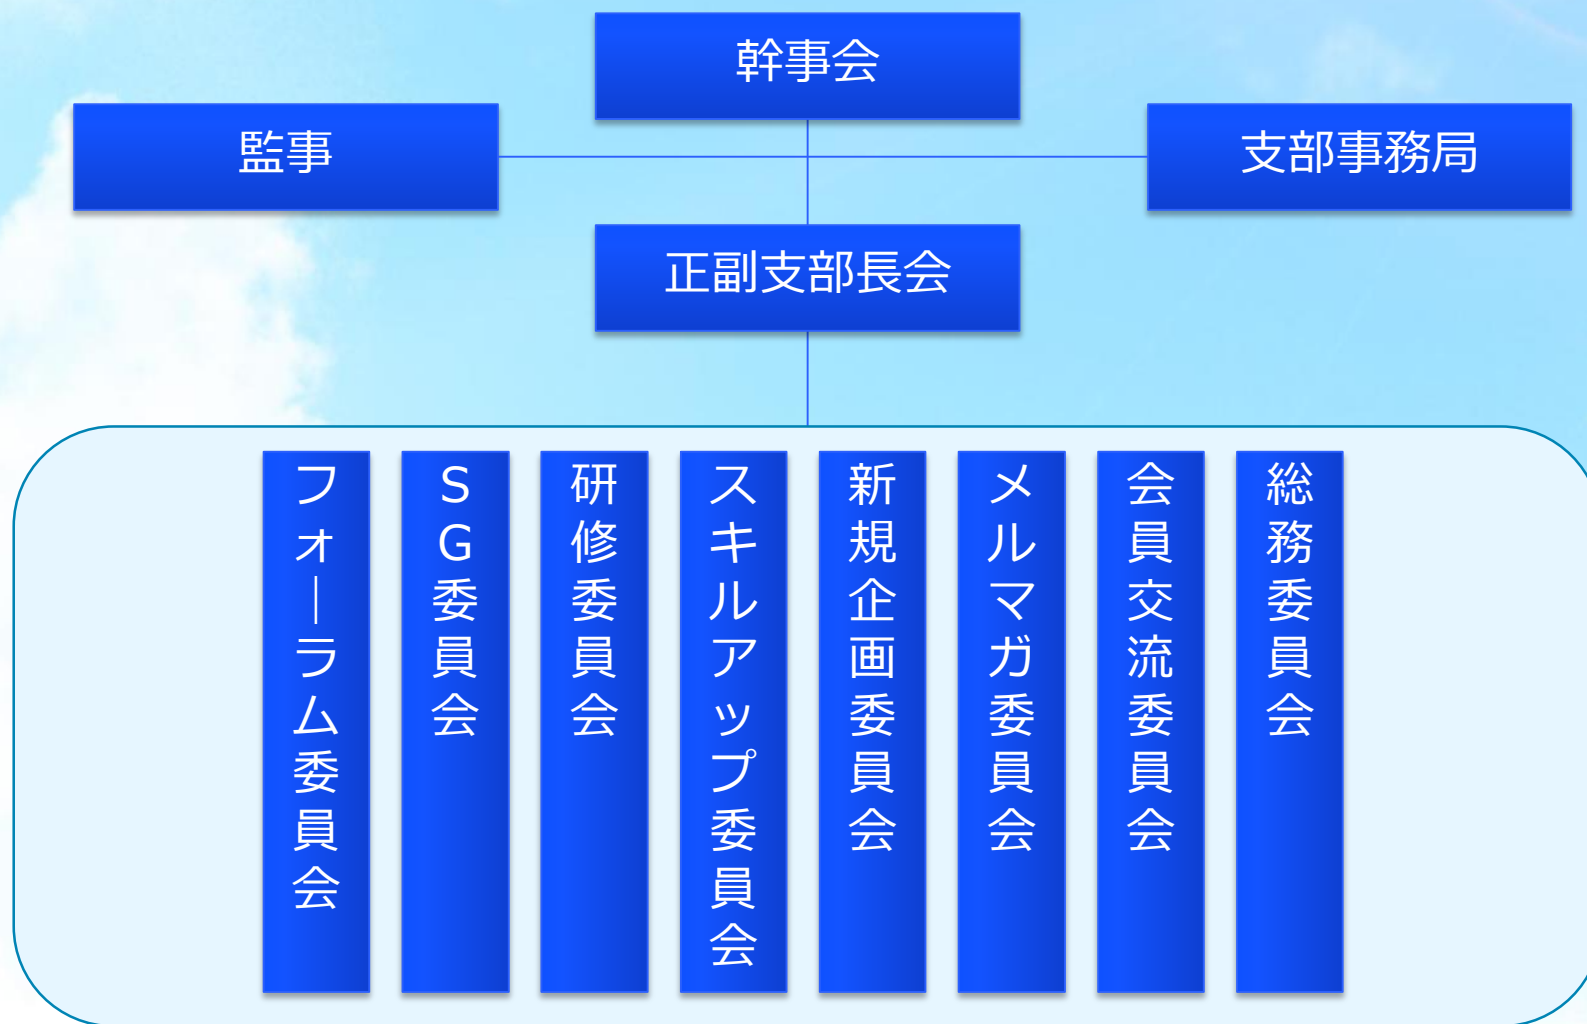 幹事会
監事
支部事務局
正副支部長会
フォーラム委員会
SG委員会
研修委員会
スキルアップ委員会
新規企画委員会
メルマガ委員会
会員交流委員会
総務委員会